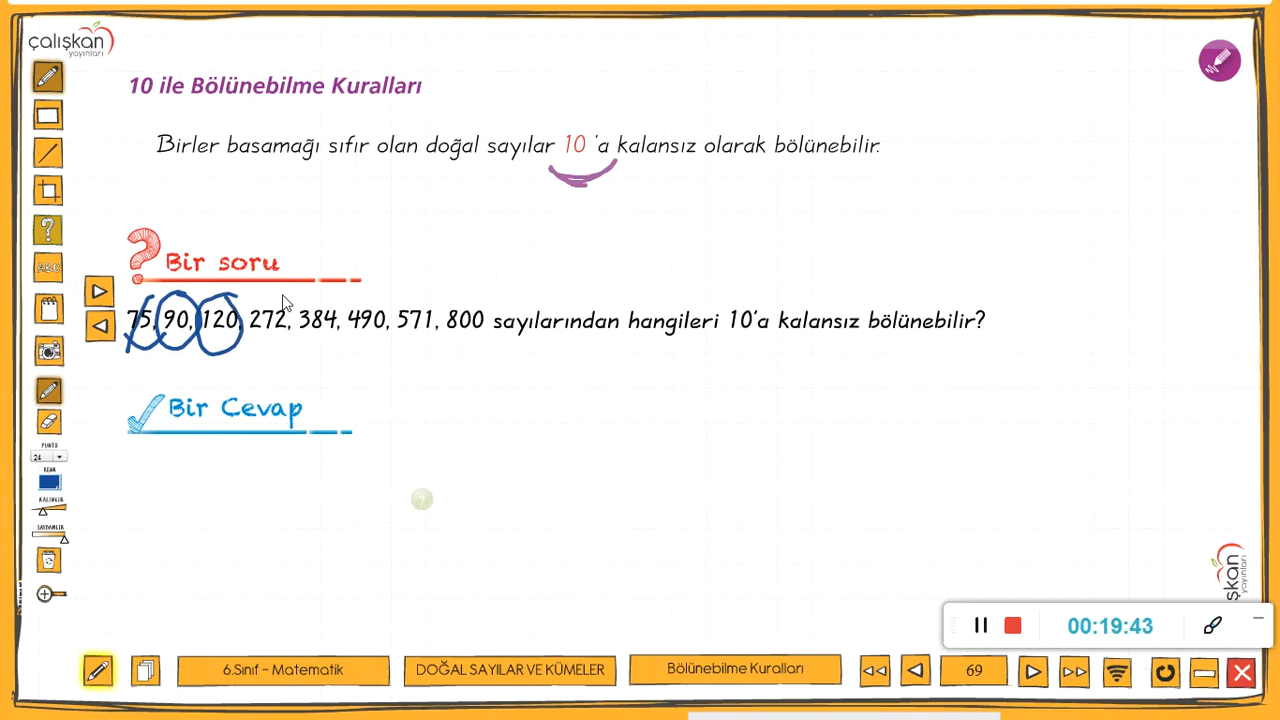 çalışkan
yayınları
10 ile Bölünebilme Kuralları
Birler basamağı sıfır olan doğal sayılar 10 'a kalansız olarak bölünebilir.
? Bir soru
75, 90, 120, 272, 384, 490, 571, 800 sayılarından hangileri 10'a kalansız bölünebilir?
Bir Cevap
?
ABC
PUNTO
24
RENK
KALINLIK
SAYDAMLIK
şkan
yayınları
00:19:43
6.Sınıf – Matematik
DOĞAL SAYILAR VE KÜMELER
Bölünebilme Kuralları
69